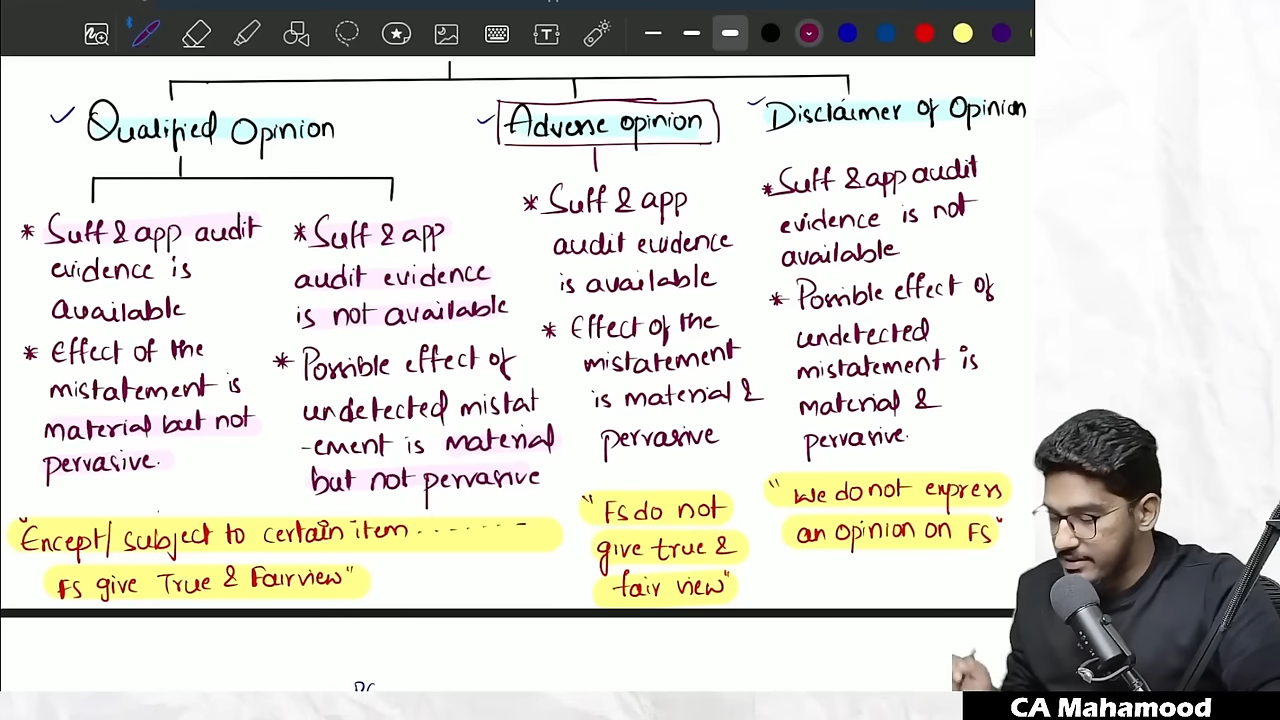 Qualified Opinion
* Suff & app audit
evidence is
available
* Effect of the
mistatement is
material but not
pervasive.
* Suff & app
audit evidence
is not available
* Possible effect of
undetected mistat
-ement is material
but not pervasive
"Except/ subject to certain item.......
FS give True & Fair view"
Adverse opinion
* Suff & app
audit evidence
is available
* Effect of the
mistatement
is material &
pervasive
"FS do not
give true &
fair view"
Disclaimer of Opinion
* Suff & app audit
evidence is not
available
* Possible effect of
undetected
mistatement is
material &
pervasive.
"We do not express
an opinion on FS"
CA Mahamood